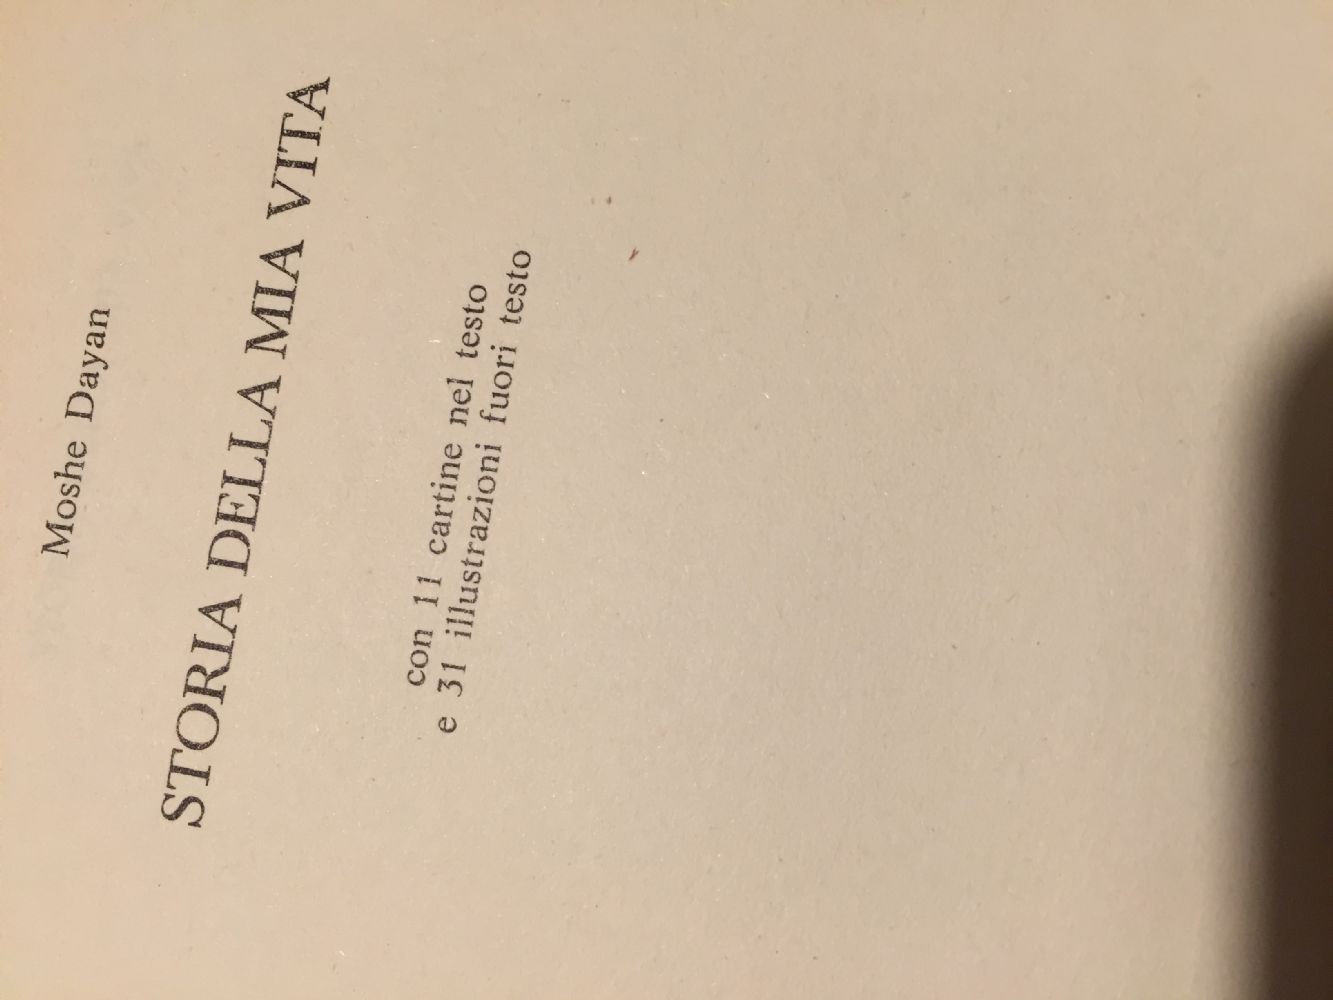 Moshe Dayan
STORIA DELLA MIA VITA
con 11 cartine nel testo
e 31 illustrazioni fuori testo